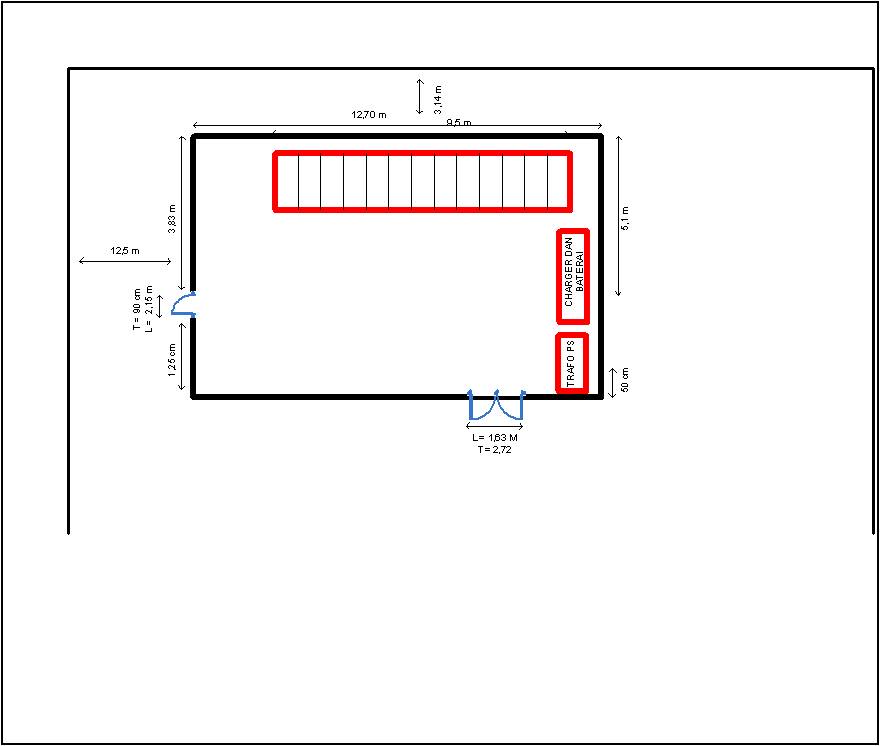 3,14 m
12,70 m
9,5 m
3,83 m
5,1 m
12,5 m
CHARGER DAN
BATERAI
T = 90 cm
L = 2,15 m
1,25 cm
TRAFO PS
50 cm
L= 1,63 M
T= 2,72